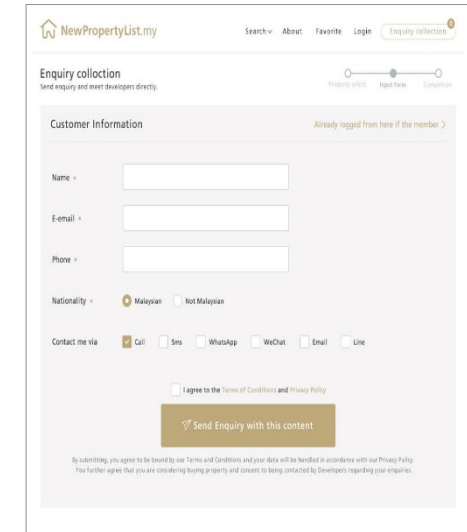 NewPropertyList.my
Search About Favorite Login Enquiry collection 0
Enquiry colloction
Send enquiry and meet developers directly.
Property select Input form Completion
Customer Information
Already logged from here if the member >
Name *
E-email *
Phone *
Nationality * Malaysian Not Malaysian
Contact me via Call Sms WhatsApp WeChat Email Line
I agree to the Terms of Conditions and Privacy Policy
Send Enquiry with this content
By submitting, you agree to be bound by our Terms and Conditions and your data will be handled in accordance with our Privacy Policy.
You further agree that you are considering buying property and consent to being contacted by Developers regarding your enquiries.